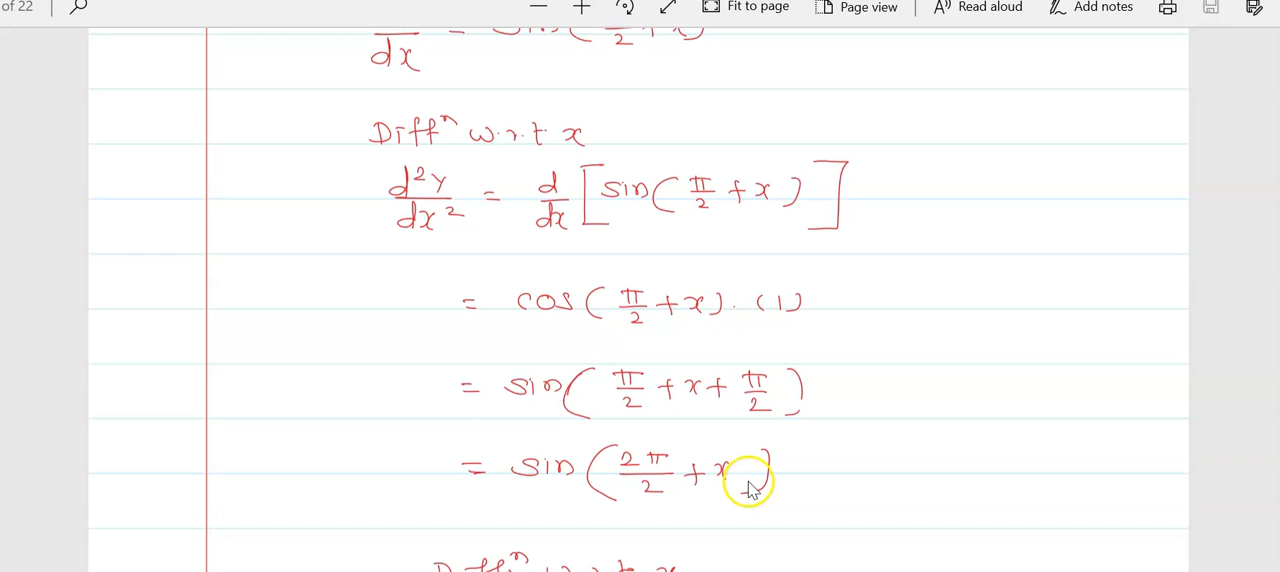 of 22 Fit to page Page view Read aloud Add notes
dx = sin(π/2 + x)
Diffⁿ w.r.t x
d²y/dx² = d/dx [sin(π/2 + x)]
= cos(π/2 + x) . (1)
= sin(π/2 + x + π/2)
= sin(2π/2 + x)
Diffⁿ w.r.t x